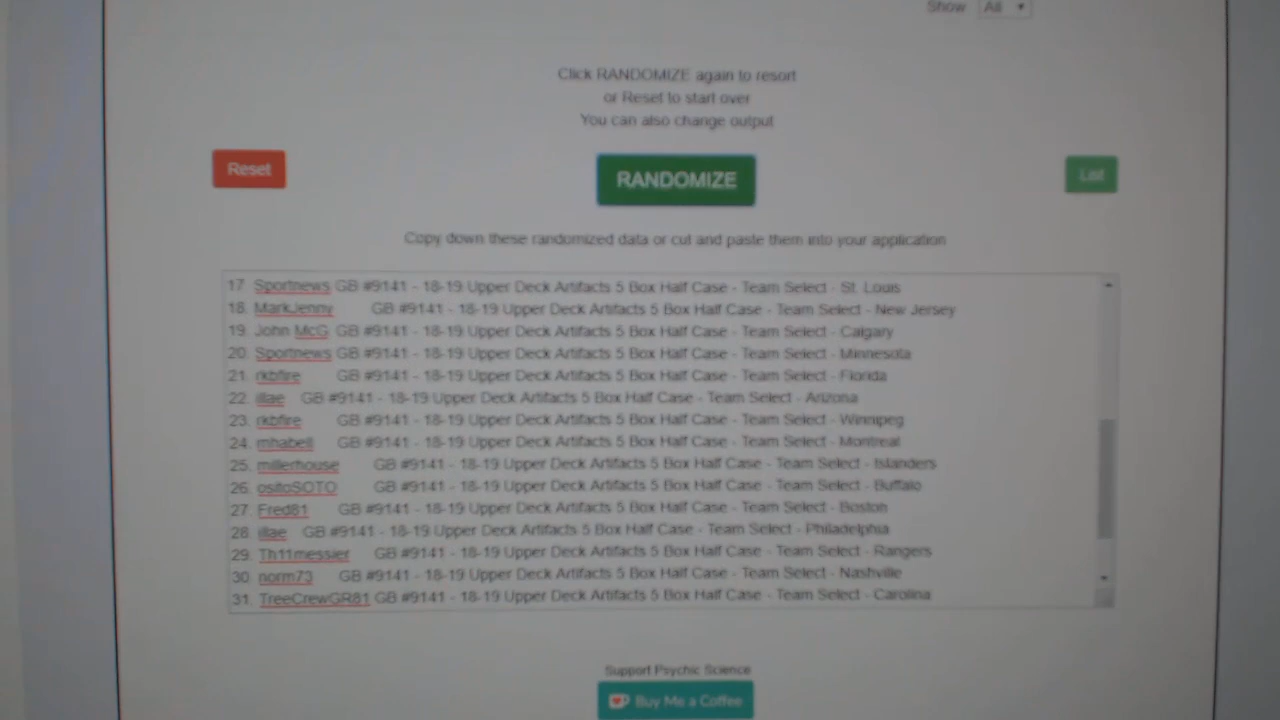 Show All
Click RANDOMIZE again to resort
or Reset to start over
You can also change output
Reset
RANDOMIZE
List
Copy down these randomized data or cut and paste them into your application
17. Sportnews GB #9141 - 18-19 Upper Deck Artifacts 5 Box Half Case - Team Select - St. Louis
18. MarkJenny GB #9141 - 18-19 Upper Deck Artifacts 5 Box Half Case - Team Select - New Jersey
19. John McG GB #9141 - 18-19 Upper Deck Artifacts 5 Box Half Case - Team Select - Calgary
20. Sportnews GB #9141 - 18-19 Upper Deck Artifacts 5 Box Half Case - Team Select - Minnesota
21. rkbfire GB #9141 - 18-19 Upper Deck Artifacts 5 Box Half Case - Team Select - Florida
22. illae GB #9141 - 18-19 Upper Deck Artifacts 5 Box Half Case - Team Select - Arizona
23. rkbfire GB #9141 - 18-19 Upper Deck Artifacts 5 Box Half Case - Team Select - Winnipeg
24. mhabell GB #9141 - 18-19 Upper Deck Artifacts 5 Box Half Case - Team Select - Montreal
25. millerhouse GB #9141 - 18-19 Upper Deck Artifacts 5 Box Half Case - Team Select - Islanders
26. ositoSOTO GB #9141 - 18-19 Upper Deck Artifacts 5 Box Half Case - Team Select - Buffalo
27. Fred81 GB #9141 - 18-19 Upper Deck Artifacts 5 Box Half Case - Team Select - Boston
28. illae GB #9141 - 18-19 Upper Deck Artifacts 5 Box Half Case - Team Select - Philadelphia
29. Th11messier GB #9141 - 18-19 Upper Deck Artifacts 5 Box Half Case - Team Select - Rangers
30. norm73 GB #9141 - 18-19 Upper Deck Artifacts 5 Box Half Case - Team Select - Nashville
31. TreeCrewGR81 GB #9141 - 18-19 Upper Deck Artifacts 5 Box Half Case - Team Select - Carolina
Support Psychic Science
Buy Me a Coffee